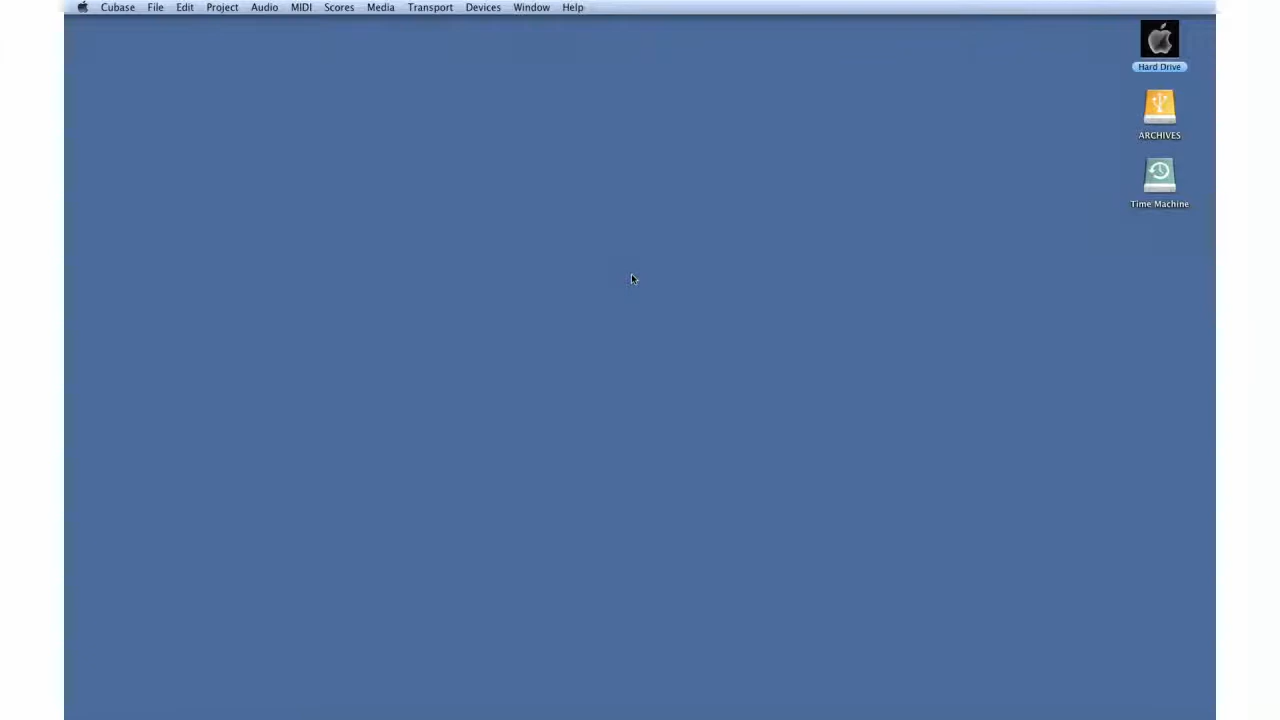 Cubase File Edit Project Audio MIDI Scores Media Transport Devices Window Help
Hard Drive
ARCHIVES
Time Machine